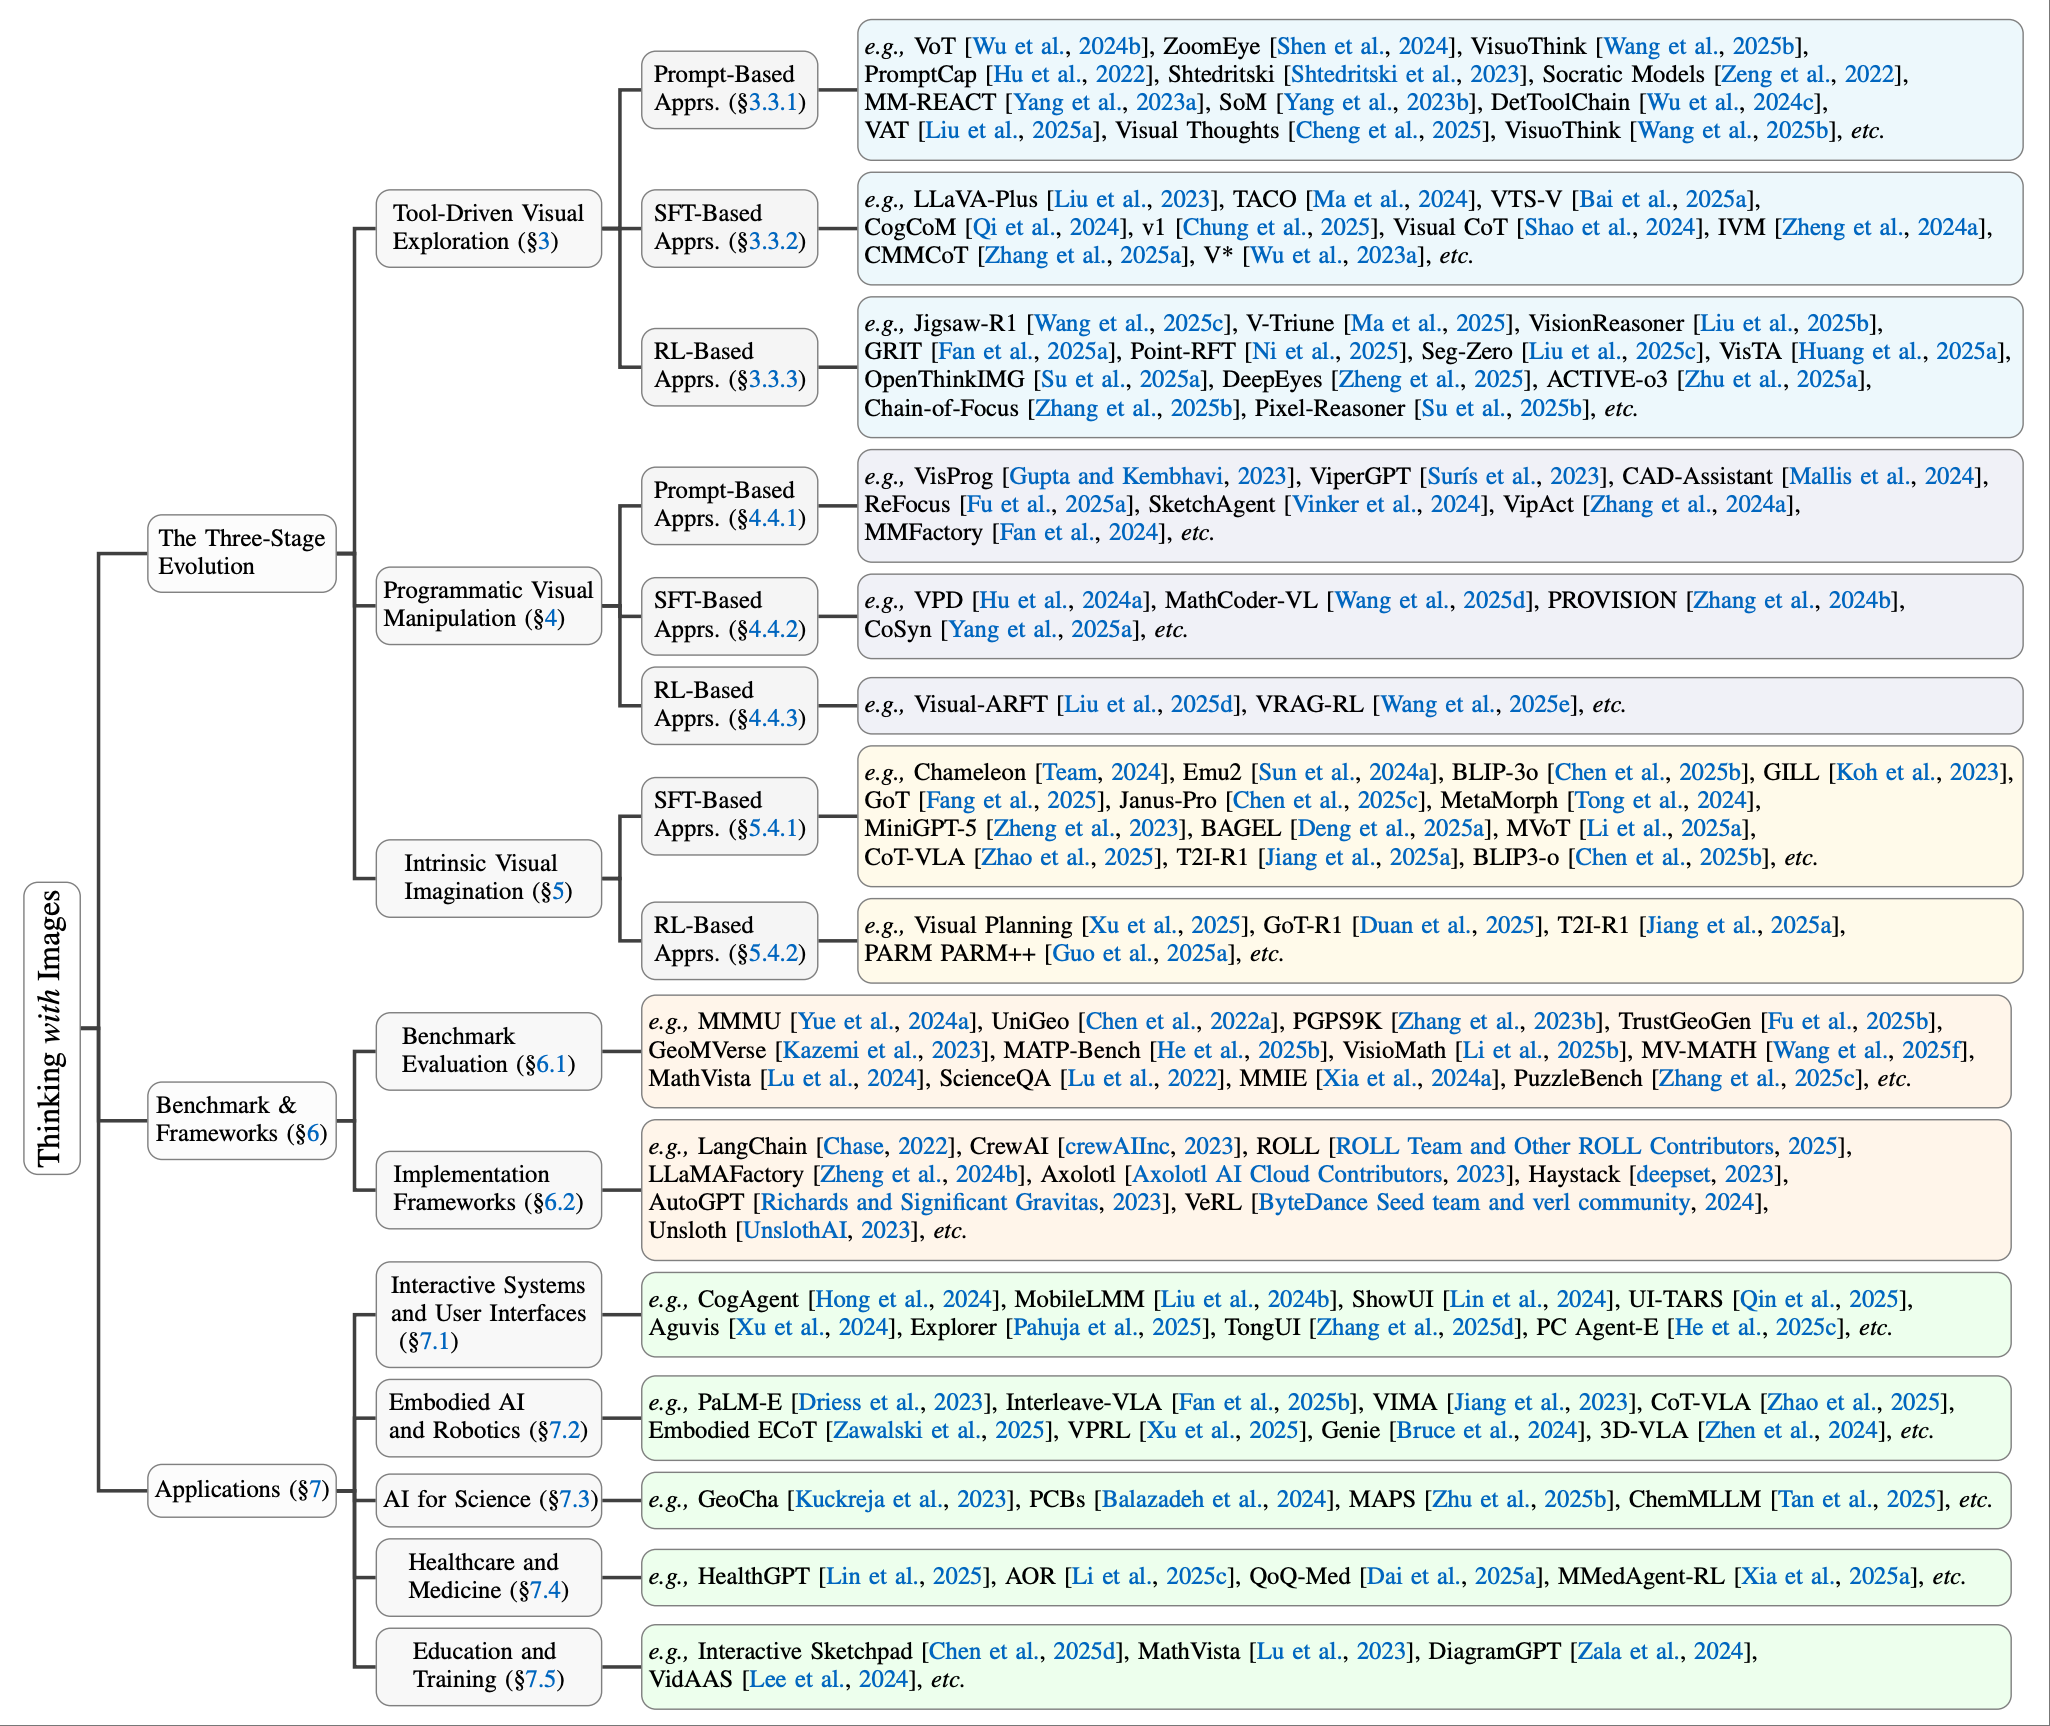 Thinking with Images
The Three-Stage
Evolution
Tool-Driven Visual
Exploration (§3)
Prompt-Based
Apprs. (§3.3.1)
e.g., VoT [Wu et al., 2024b], ZoomEye [Shen et al., 2024], VisuoThink [Wang et al., 2025b],
PromptCap [Hu et al., 2022], Shtedritski [Shtedritski et al., 2023], Socratic Models [Zeng et al., 2022],
MM-REACT [Yang et al., 2023a], SoM [Yang et al., 2023b], DetToolChain [Wu et al., 2024c],
VAT [Liu et al., 2025a], Visual Thoughts [Cheng et al., 2025], VisuoThink [Wang et al., 2025b], etc.
SFT-Based
Apprs. (§3.3.2)
e.g., LLaVA-Plus [Liu et al., 2023], TACO [Ma et al., 2024], VTS-V [Bai et al., 2025a],
CogCoM [Qi et al., 2024], v1 [Chung et al., 2025], Visual CoT [Shao et al., 2024], IVM [Zheng et al., 2024a],
CMMCoT [Zhang et al., 2025a], V* [Wu et al., 2023a], etc.
RL-Based
Apprs. (§3.3.3)
e.g., Jigsaw-R1 [Wang et al., 2025c], V-Triune [Ma et al., 2025], VisionReasoner [Liu et al., 2025b],
GRIT [Fan et al., 2025a], Point-RFT [Ni et al., 2025], Seg-Zero [Liu et al., 2025c], VisTA [Huang et al., 2025a],
OpenThinkIMG [Su et al., 2025a], DeepEyes [Zheng et al., 2025], ACTIVE-o3 [Zhu et al., 2025a],
Chain-of-Focus [Zhang et al., 2025b], Pixel-Reasoner [Su et al., 2025b], etc.
Programmatic Visual
Manipulation (§4)
Prompt-Based
Apprs. (§4.4.1)
e.g., VisProg [Gupta and Kembhavi, 2023], ViperGPT [Surís et al., 2023], CAD-Assistant [Mallis et al., 2024],
ReFocus [Fu et al., 2025a], SketchAgent [Vinker et al., 2024], VipAct [Zhang et al., 2024a],
MMFactory [Fan et al., 2024], etc.
SFT-Based
Apprs. (§4.4.2)
e.g., VPD [Hu et al., 2024a], MathCoder-VL [Wang et al., 2025d], PROVISION [Zhang et al., 2024b],
CoSyn [Yang et al., 2025a], etc.
RL-Based
Apprs. (§4.4.3)
e.g., Visual-ARFT [Liu et al., 2025d], VRAG-RL [Wang et al., 2025e], etc.
Intrinsic Visual
Imagination (§5)
SFT-Based
Apprs. (§5.4.1)
e.g., Chameleon [Team, 2024], Emu2 [Sun et al., 2024a], BLIP-3o [Chen et al., 2025b], GILL [Koh et al., 2023],
GoT [Fang et al., 2025], Janus-Pro [Chen et al., 2025c], MetaMorph [Tong et al., 2024],
MiniGPT-5 [Zheng et al., 2023], BAGEL [Deng et al., 2025a], MVoT [Li et al., 2025a],
CoT-VLA [Zhao et al., 2025], T2I-R1 [Jiang et al., 2025a], BLIP3-o [Chen et al., 2025b], etc.
RL-Based
Apprs. (§5.4.2)
e.g., Visual Planning [Xu et al., 2025], GoT-R1 [Duan et al., 2025], T2I-R1 [Jiang et al., 2025a],
PARM PARM++ [Guo et al., 2025a], etc.
Benchmark &
Frameworks (§6)
Benchmark
Evaluation (§6.1)
e.g., MMMU [Yue et al., 2024a], UniGeo [Chen et al., 2022a], PGPS9K [Zhang et al., 2023b], TrustGeoGen [Fu et al., 2025b],
GeoMVerse [Kazemi et al., 2023], MATP-Bench [He et al., 2025b], VisioMath [Li et al., 2025b], MV-MATH [Wang et al., 2025f],
MathVista [Lu et al., 2024], ScienceQA [Lu et al., 2022], MMIE [Xia et al., 2024a], PuzzleBench [Zhang et al., 2025c], etc.
Implementation
Frameworks (§6.2)
e.g., LangChain [Chase, 2022], CrewAI [crewAIInc, 2023], ROLL [ROLL Team and Other ROLL Contributors, 2025],
LLaMAFactory [Zheng et al., 2024b], Axolotl [Axolotl AI Cloud Contributors, 2023], Haystack [deepset, 2023],
AutoGPT [Richards and Significant Gravitas, 2023], VeRL [ByteDance Seed team and verl community, 2024],
Unsloth [UnslothAI, 2023], etc.
Applications (§7)
Interactive Systems
and User Interfaces
(§7.1)
e.g., CogAgent [Hong et al., 2024], MobileLMM [Liu et al., 2024b], ShowUI [Lin et al., 2024], UI-TARS [Qin et al., 2025],
Aguvis [Xu et al., 2024], Explorer [Pahuja et al., 2025], TongUI [Zhang et al., 2025d], PC Agent-E [He et al., 2025c], etc.
Embodied AI
and Robotics (§7.2)
e.g., PaLM-E [Driess et al., 2023], Interleave-VLA [Fan et al., 2025b], VIMA [Jiang et al., 2023], CoT-VLA [Zhao et al., 2025],
Embodied ECoT [Zawalski et al., 2025], VPRL [Xu et al., 2025], Genie [Bruce et al., 2024], 3D-VLA [Zhen et al., 2024], etc.
AI for Science (§7.3)
e.g., GeoCha [Kuckreja et al., 2023], PCBs [Balazadeh et al., 2024], MAPS [Zhu et al., 2025b], ChemMLLM [Tan et al., 2025], etc.
Healthcare and
Medicine (§7.4)
e.g., HealthGPT [Lin et al., 2025], AOR [Li et al., 2025c], QoQ-Med [Dai et al., 2025a], MMedAgent-RL [Xia et al., 2025a], etc.
Education and
Training (§7.5)
e.g., Interactive Sketchpad [Chen et al., 2025d], MathVista [Lu et al., 2023], DiagramGPT [Zala et al., 2024],
VidAAS [Lee et al., 2024], etc.